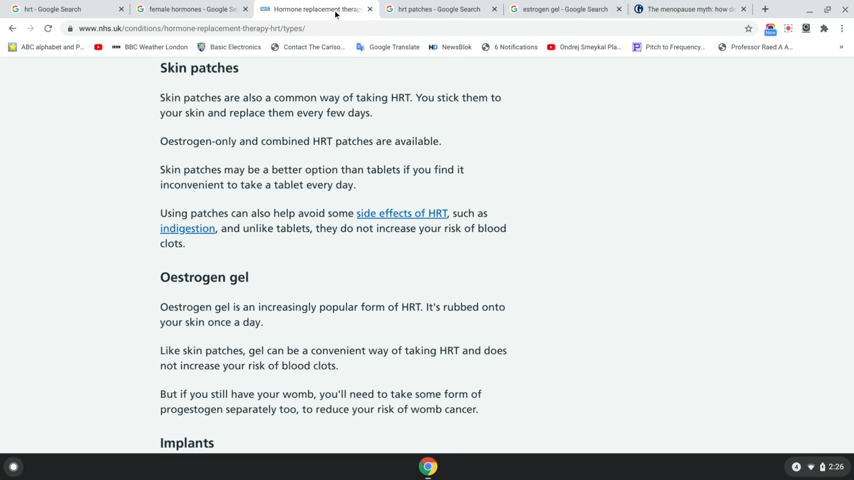 hrt - Google Search
female hormones - Google Se
Hormone replacement therap
hrt patches - Google Search
estrogen gel - Google Search
The menopause myth: how d
www.nhs.uk/conditions/hormone-replacement-therapy-hrt/types/
New
ABC alphabet and P...
BBC Weather London
Basic Electronics
Contact The Carlso...
Google Translate
HD NewsBlok
6 Notifications
Ondrej Smeykal Pla...
Pitch to Frequency...
Professor Raed A A...
»
Skin patches
Skin patches are also a common way of taking HRT. You stick them to
your skin and replace them every few days.
Oestrogen-only and combined HRT patches are available.
Skin patches may be a better option than tablets if you find it
inconvenient to take a tablet every day.
Using patches can also help avoid some side effects of HRT, such as
indigestion, and unlike tablets, they do not increase your risk of blood
clots.
Oestrogen gel
Oestrogen gel is an increasingly popular form of HRT. It's rubbed onto
your skin once a day.
Like skin patches, gel can be a convenient way of taking HRT and does
not increase your risk of blood clots.
But if you still have your womb, you'll need to take some form of
progestogen separately too, to reduce your risk of womb cancer.
Implants
4
2:26